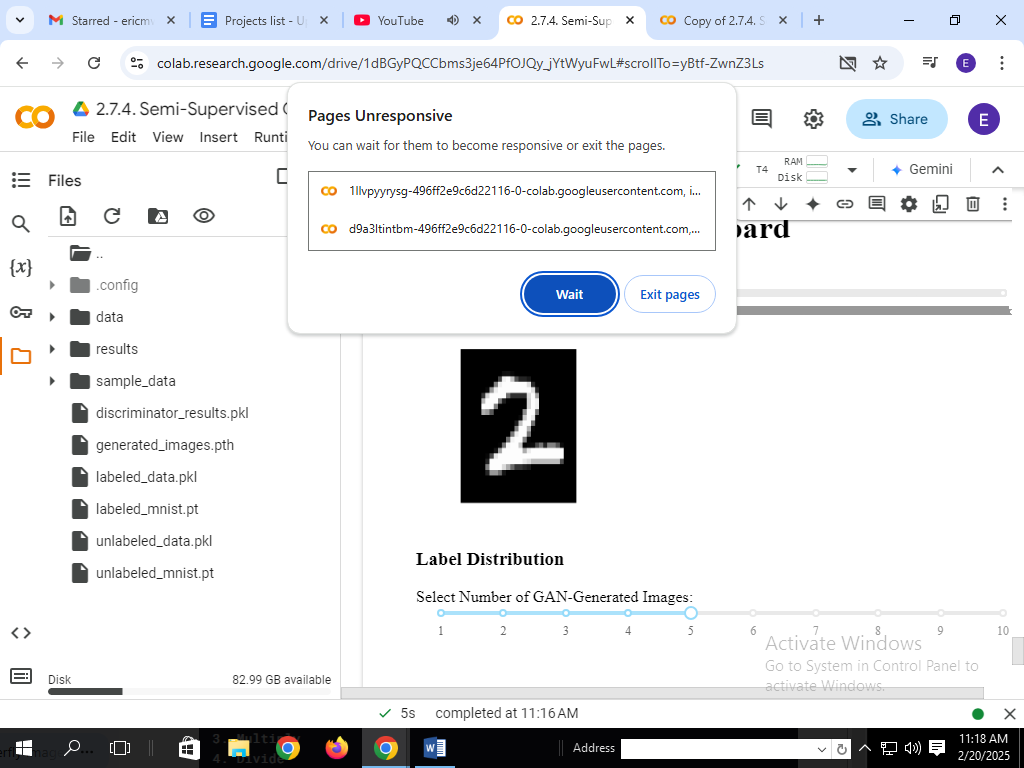 Starred - ericmw
Projects list - U
YouTube
2.7.4. Semi-Sup
Copy of 2.7.4. S
colab.research.google.com/drive/1dBGyPQCCbms3je64PfOJQy_jYtWyuFwL#scrollTo=yBtf-ZwnZ3Ls
E
2.7.4. Semi-Supervised
File Edit View Insert Runti
Share
E
Pages Unresponsive
You can wait for them to become responsive or exit the pages.
1llvpyyrysg-496ff2e9c6d22116-0-colab.googleusercontent.com, i...
d9a3ltintbm-496ff2e9c6d22116-0-colab.googleusercontent.com,...
Wait
Exit pages
T4
RAM
Disk
Gemini
Files
{x}
..
.config
data
results
sample_data
discriminator_results.pkl
generated_images.pth
labeled_data.pkl
labeled_mnist.pt
unlabeled_data.pkl
unlabeled_mnist.pt
Disk
82.99 GB available
oard
2
Label Distribution
Select Number of GAN-Generated Images:
1 2 3 4 5 6 7 8 9 10
Activate Windows
Go to System in Control Panel to
activate Windows.
5s completed at 11:16 AM
4. Divide
Address
11:18 AM
2/20/2025